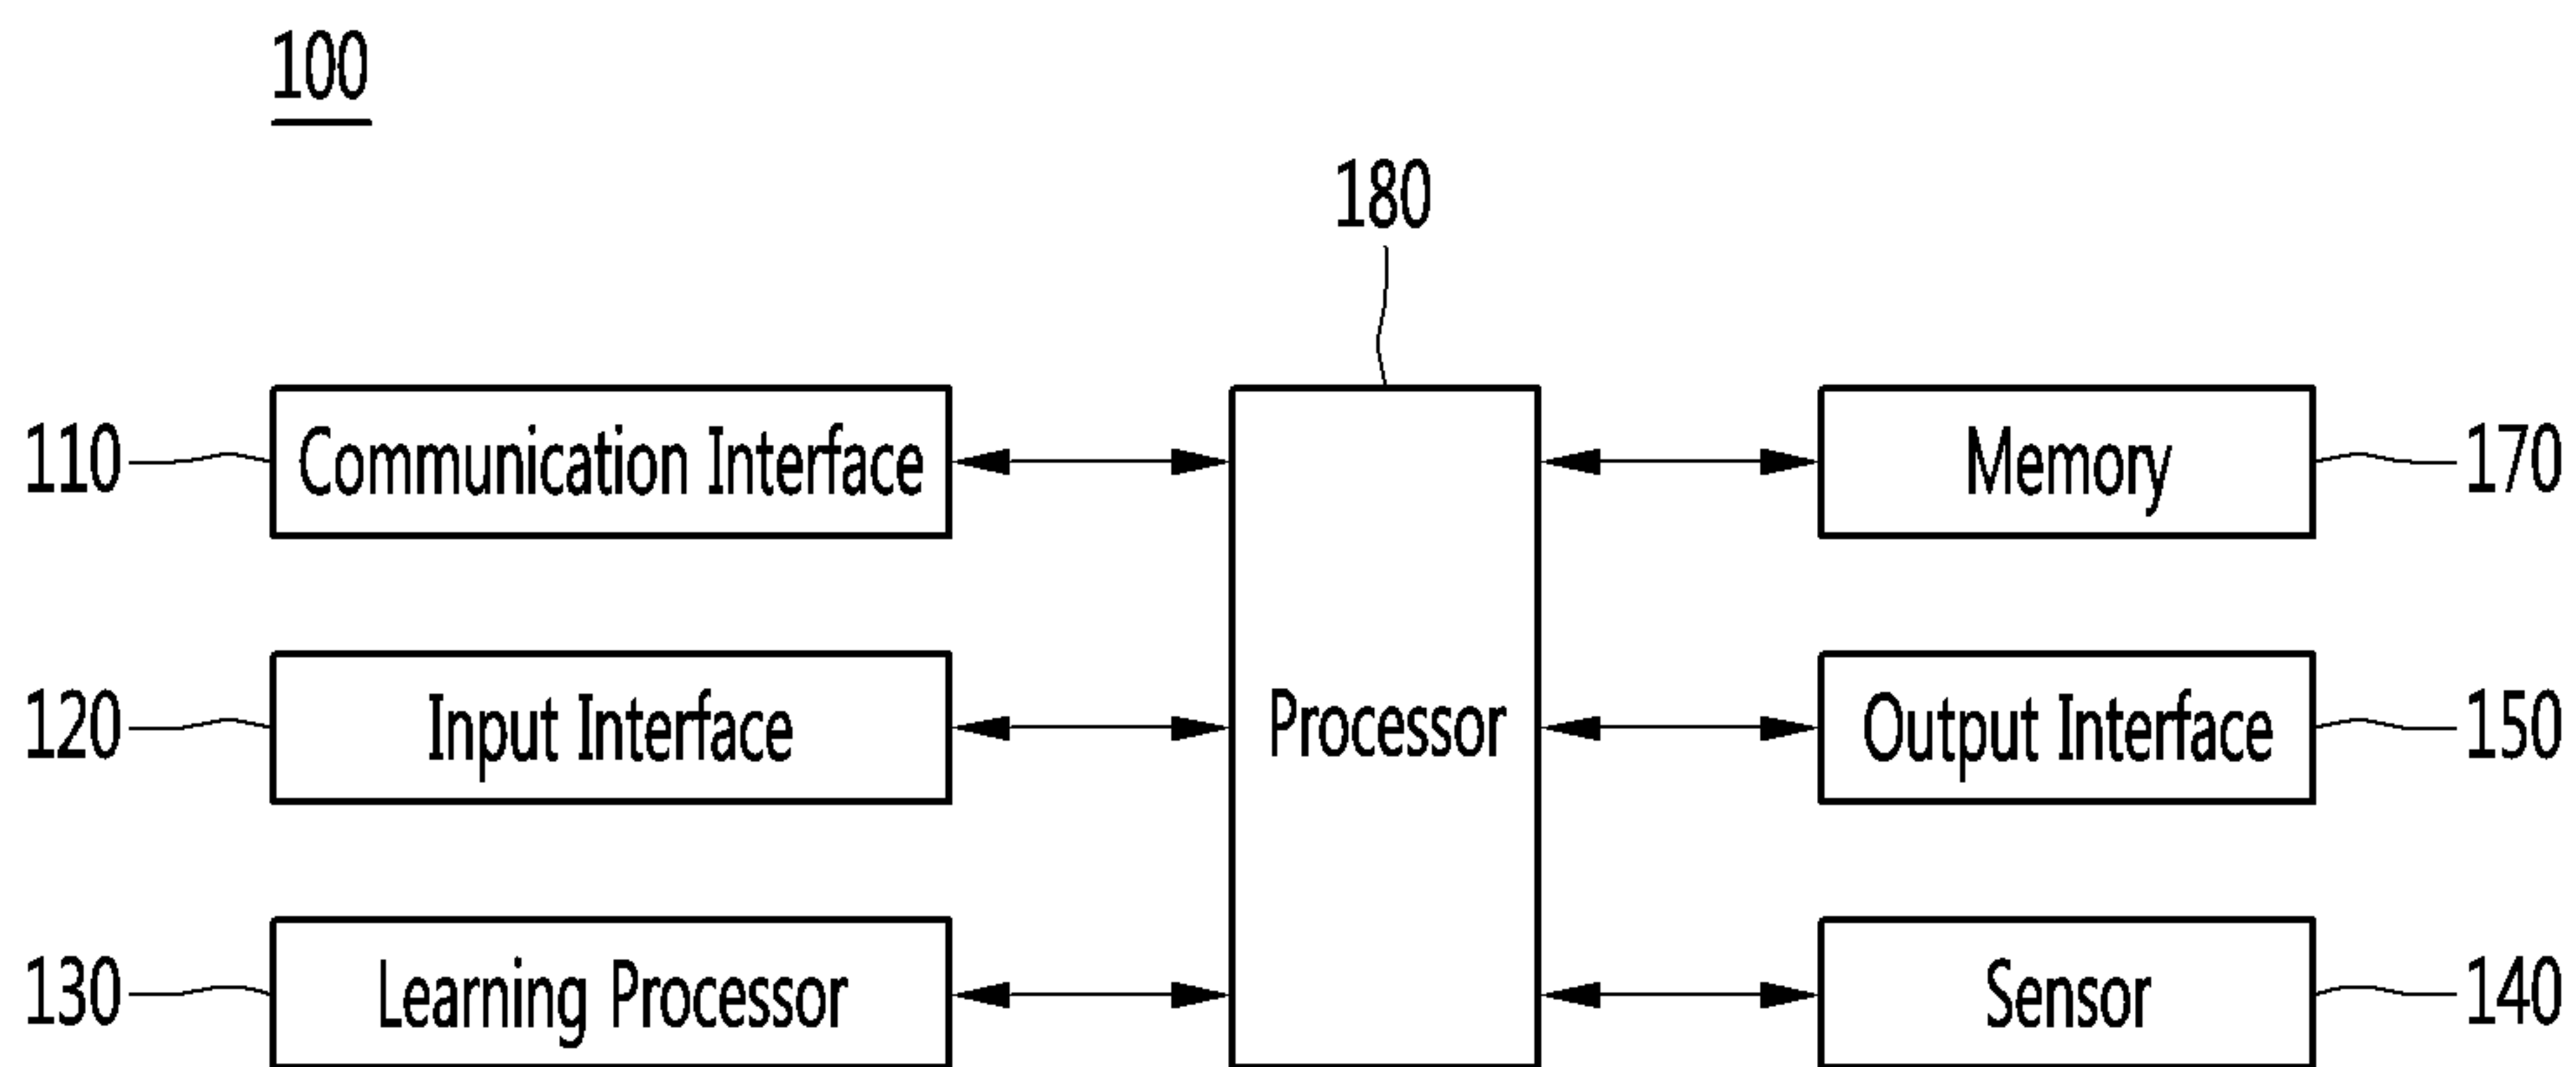 100
180
110 Communication Interface Memory 170
120 Input Interface Processor Output Interface 150
130 Learning Processor Sensor 140